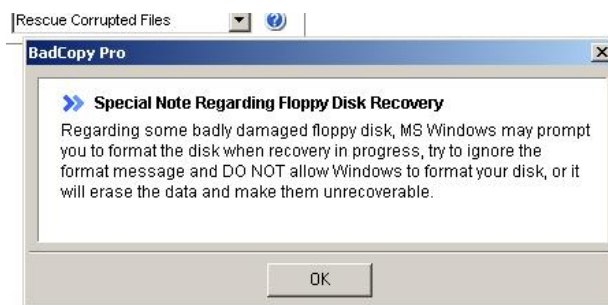 Rescue Corrupted Files
BadCopy Pro
Special Note Regarding Floppy Disk Recovery
Regarding some badly damaged floppy disk, MS Windows may prompt
you to format the disk when recovery in progress, try to ignore the
format message and DO NOT allow Windows to format your disk, or it
will erase the data and make them unrecoverable.
OK